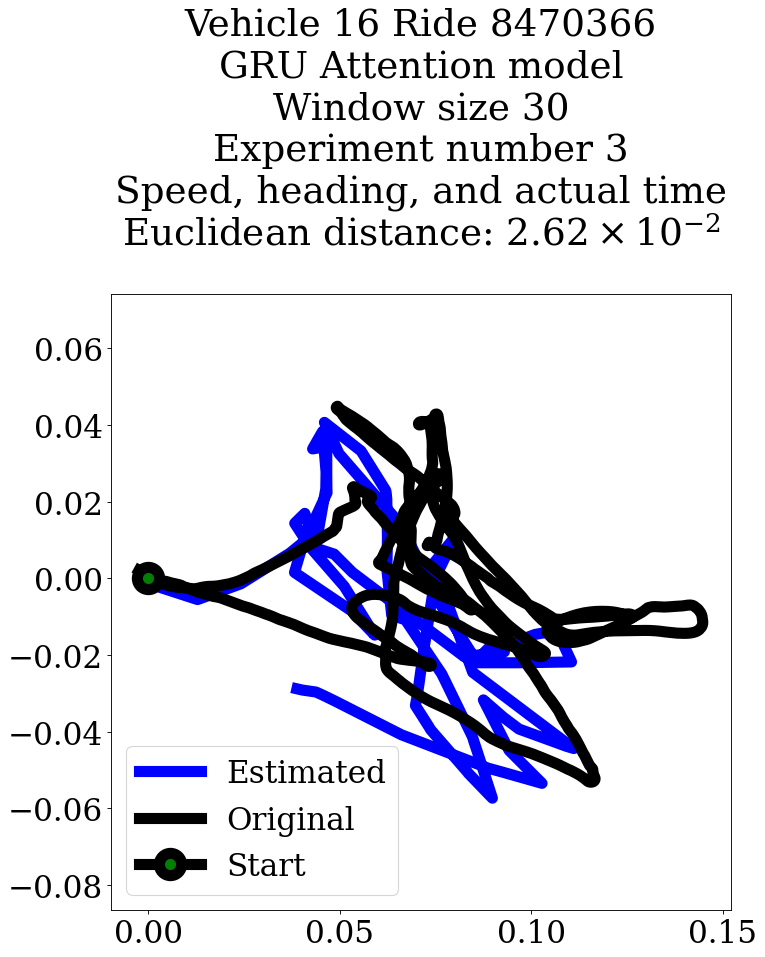 Vehicle 16 Ride 8470366
GRU Attention model
Window size 30
Experiment number 3
Speed, heading, and actual time
Euclidean distance: 2.62 × 10⁻²
0.06
0.04
0.02
0.00
−0.02
−0.04
−0.06
−0.08
Estimated
Original
Start
0.00 0.05 0.10 0.15